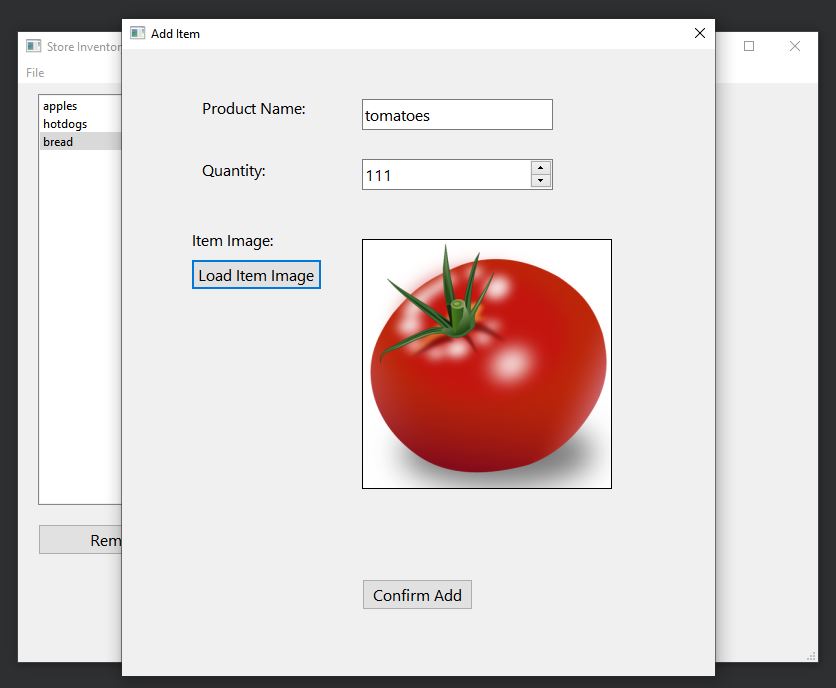 Store Inventor
File
apples
hotdogs
bread
Rem
Add Item
Product Name:
tomatoes
Quantity:
111
Item Image:
Load Item Image
Confirm Add